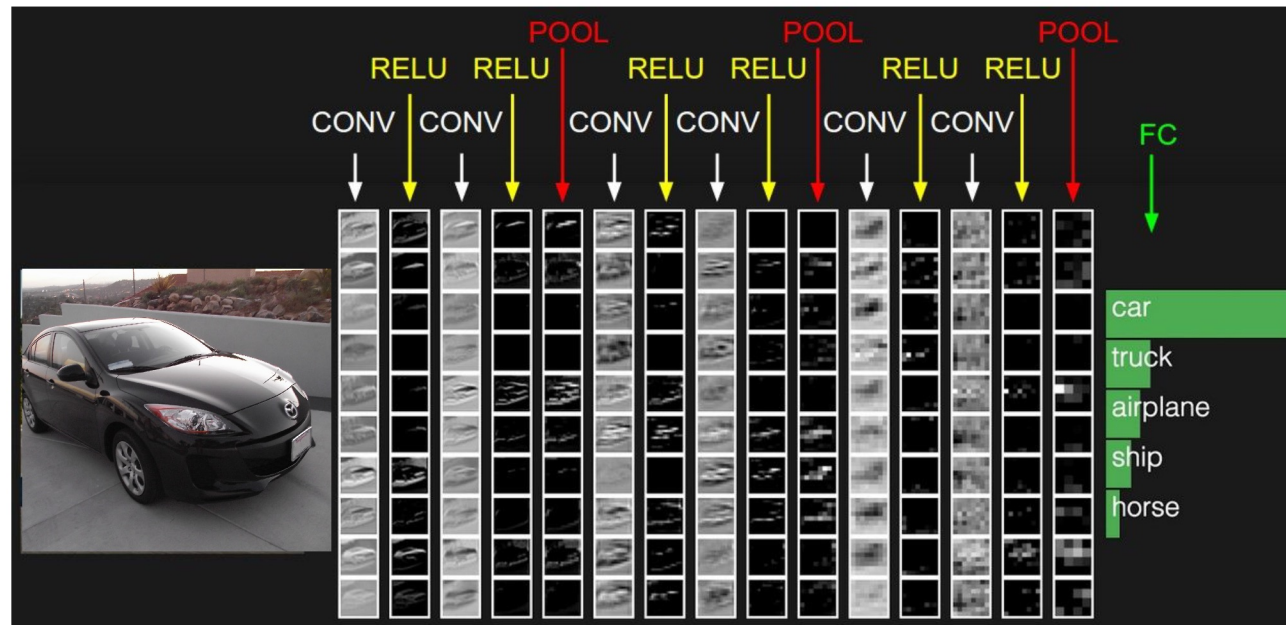 POOL POOL POOL
RELU RELU RELU RELU RELU RELU
CONV CONV CONV CONV CONV CONV
FC
car
truck
airplane
ship
horse